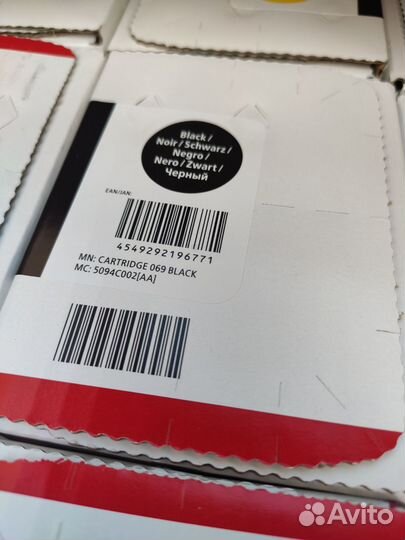 Black /
Noir / Schwarz /
Negro /
Nero / Zwart /
Черный
EAN/JAN:
4549292196771
MN: CARTRIDGE 069 BLACK
MC: 5094C002[AA]
Avito